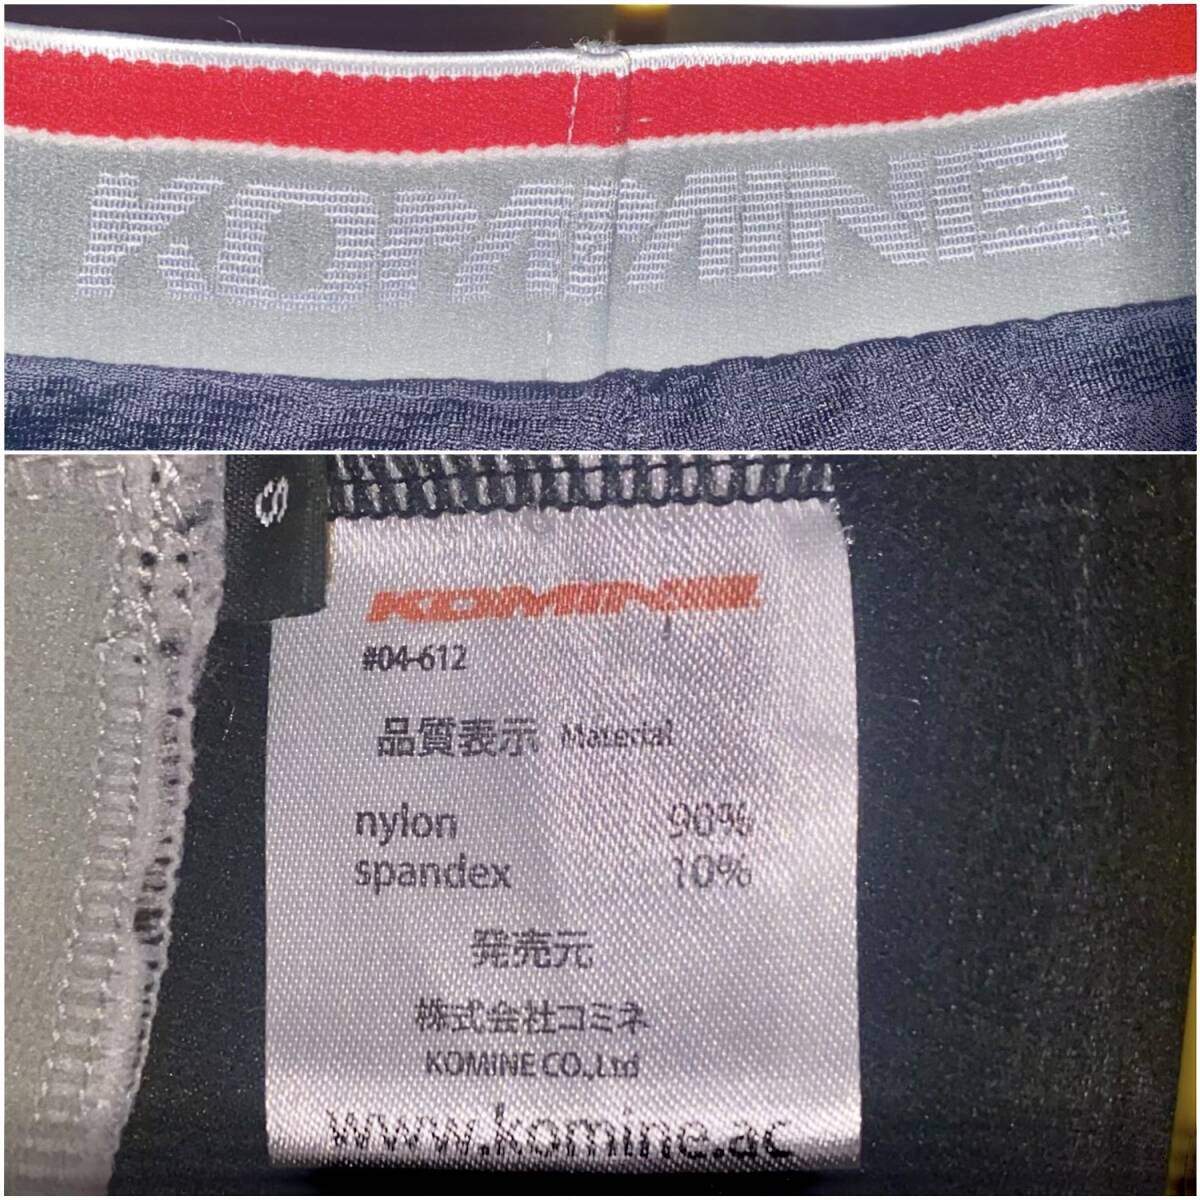 KOMINE
S
KOMINE
#04-612
品質表示 Material
nylon 90%
spandex 10%
発売元
株式会社コミネ
KOMINE CO.,Ltd
www.komine.ac